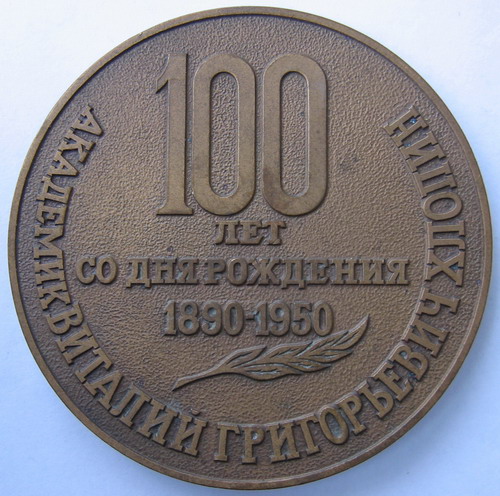 100
ЛЕТ
СО ДНЯ РОЖДЕНИЯ
1890-1950
АКАДЕМИК ВИТАЛИЙ ГРИГОРЬЕВИЧ ХЛОПИН